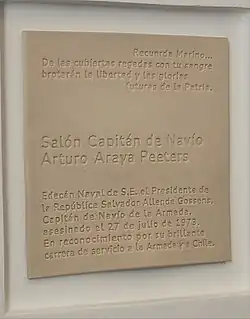 Recuerda Marino...
De las cubiertas regadas con tu sangre
brotarán la libertad y las glorias
futuras de la Patria.
Salón Capitán de Navío
Arturo Araya Peeters
Edecán Naval de S.E. el Presidente de
la República Salvador Allende Gossens,
Capitán de Navío de la Armada,
asesinado el 27 de julio de 1973.
En reconocimiento por su brillante
carrera de servicio a la Armada y a Chile.